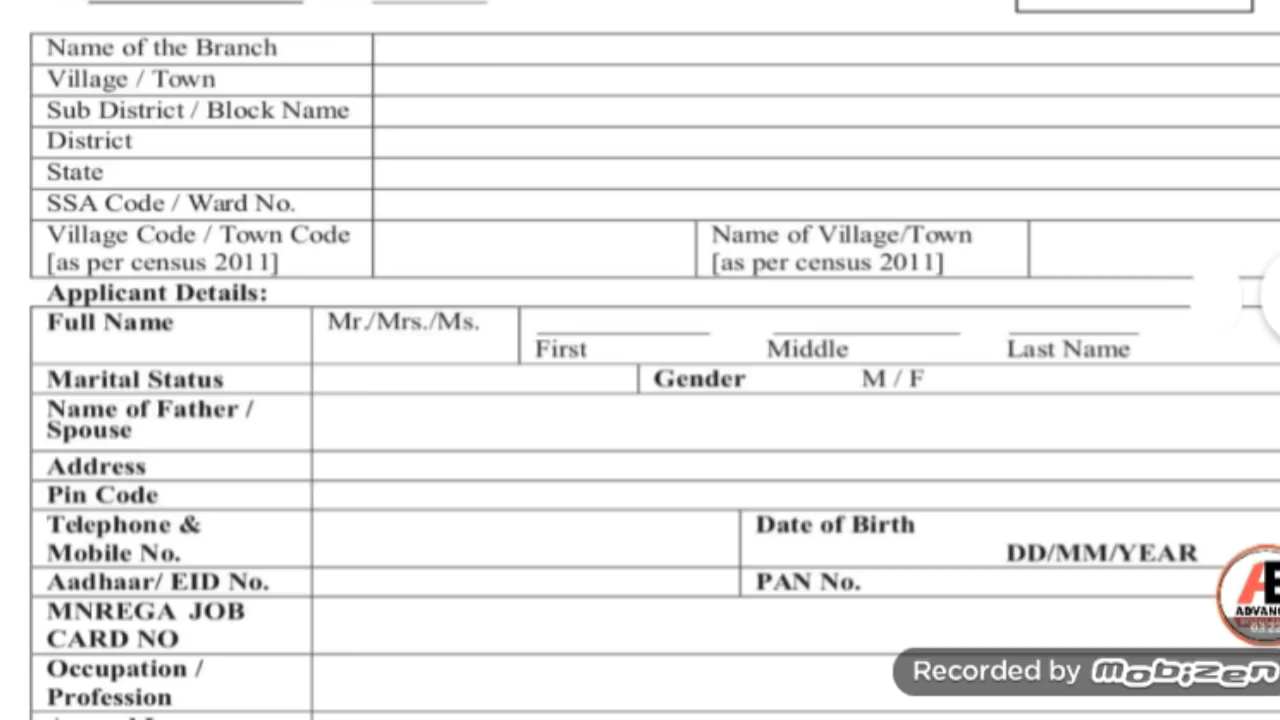 Name of the Branch
Village / Town
Sub District / Block Name
District
State
SSA Code / Ward No.
Village Code / Town Code
[as per census 2011]
Name of Village/Town
[as per census 2011]
Applicant Details:
Full Name
Mr./Mrs./Ms.
First
Middle
Last Name
Marital Status
Gender
M / F
Name of Father /
Spouse
Address
Pin Code
Telephone &
Mobile No.
Date of Birth
DD/MM/YEAR
Aadhaar/ EID No.
PAN No.
MNREGA JOB
CARD NO
Occupation /
Profession
Recorded by mobizen